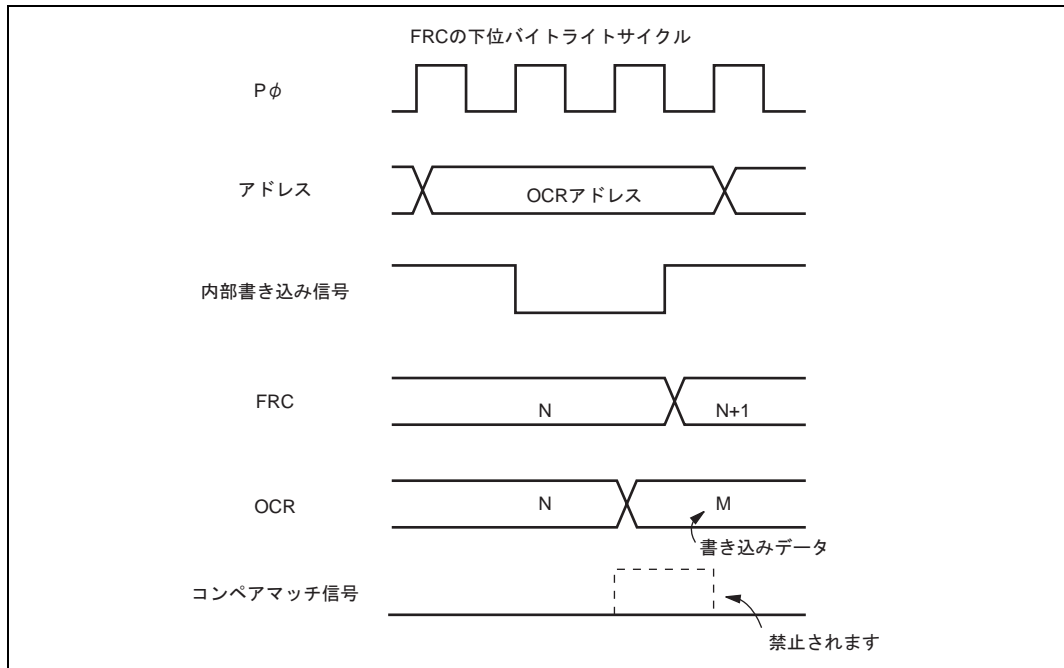 FRCの下位バイトライトサイクル
Pφ
アドレス
OCRアドレス
内部書き込み信号
FRC
N
N+1
OCR
N
M
書き込みデータ
コンペアマッチ信号
禁止されます